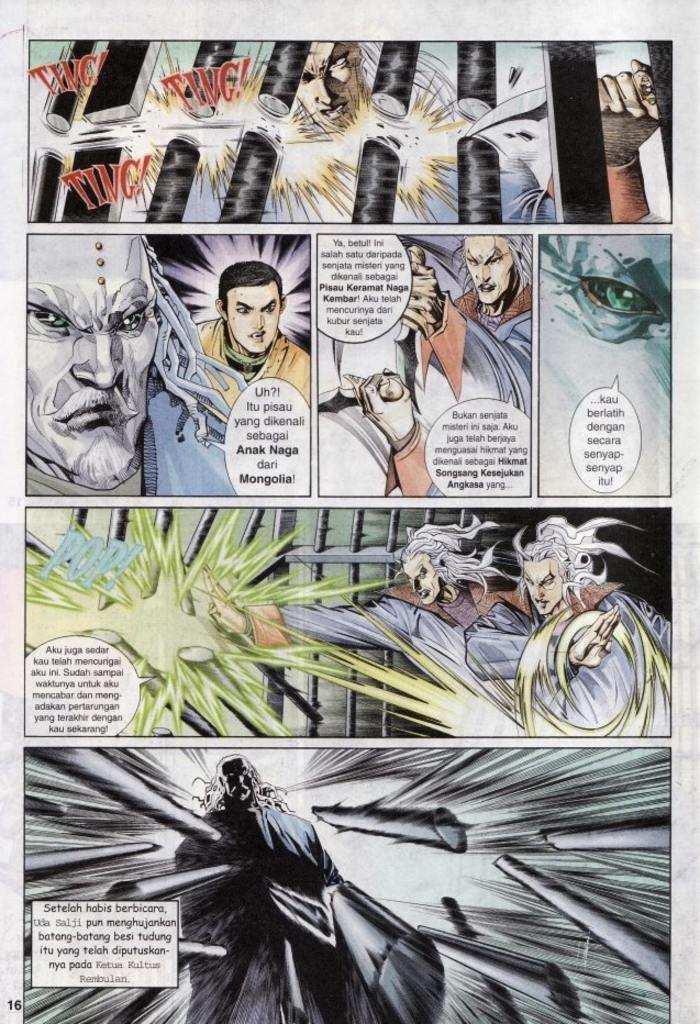 TING!
TING!
TING!
Uh?!
Itu pisau
yang dikenali
sebagai
Anak Naga
dari
Mongolia!
Ya, betul! Ini
salah satu daripada
senjata misteri yang
dikenali sebagai
Pisau Keramat Naga
Kembar! Aku telah
mencurinya dari
kubur senjata
kau!
Bukan senjata
misteri ini saja. Aku
juga telah berjaya
menguasai hikmat yang
dikenali sebagai Hikmat
Songsang Kesejukan
Angkasa yang...
...kau
berlatih
dengan
secara
senyap-
senyap
itu!
POP!
Aku juga sedar
kau telah mencurigai
aku ini. Sudah sampai
waktunya untuk aku
mencabar dan meng-
adakan pertarungan
yang terakhir dengan
kau sekarang!
Setelah habis berbicara,
Uda Salji pun menghujankan
batang-batang besi tudung
itu yang telah diputuskan-
nya pada Ketua Kultus
Rembulan.
16